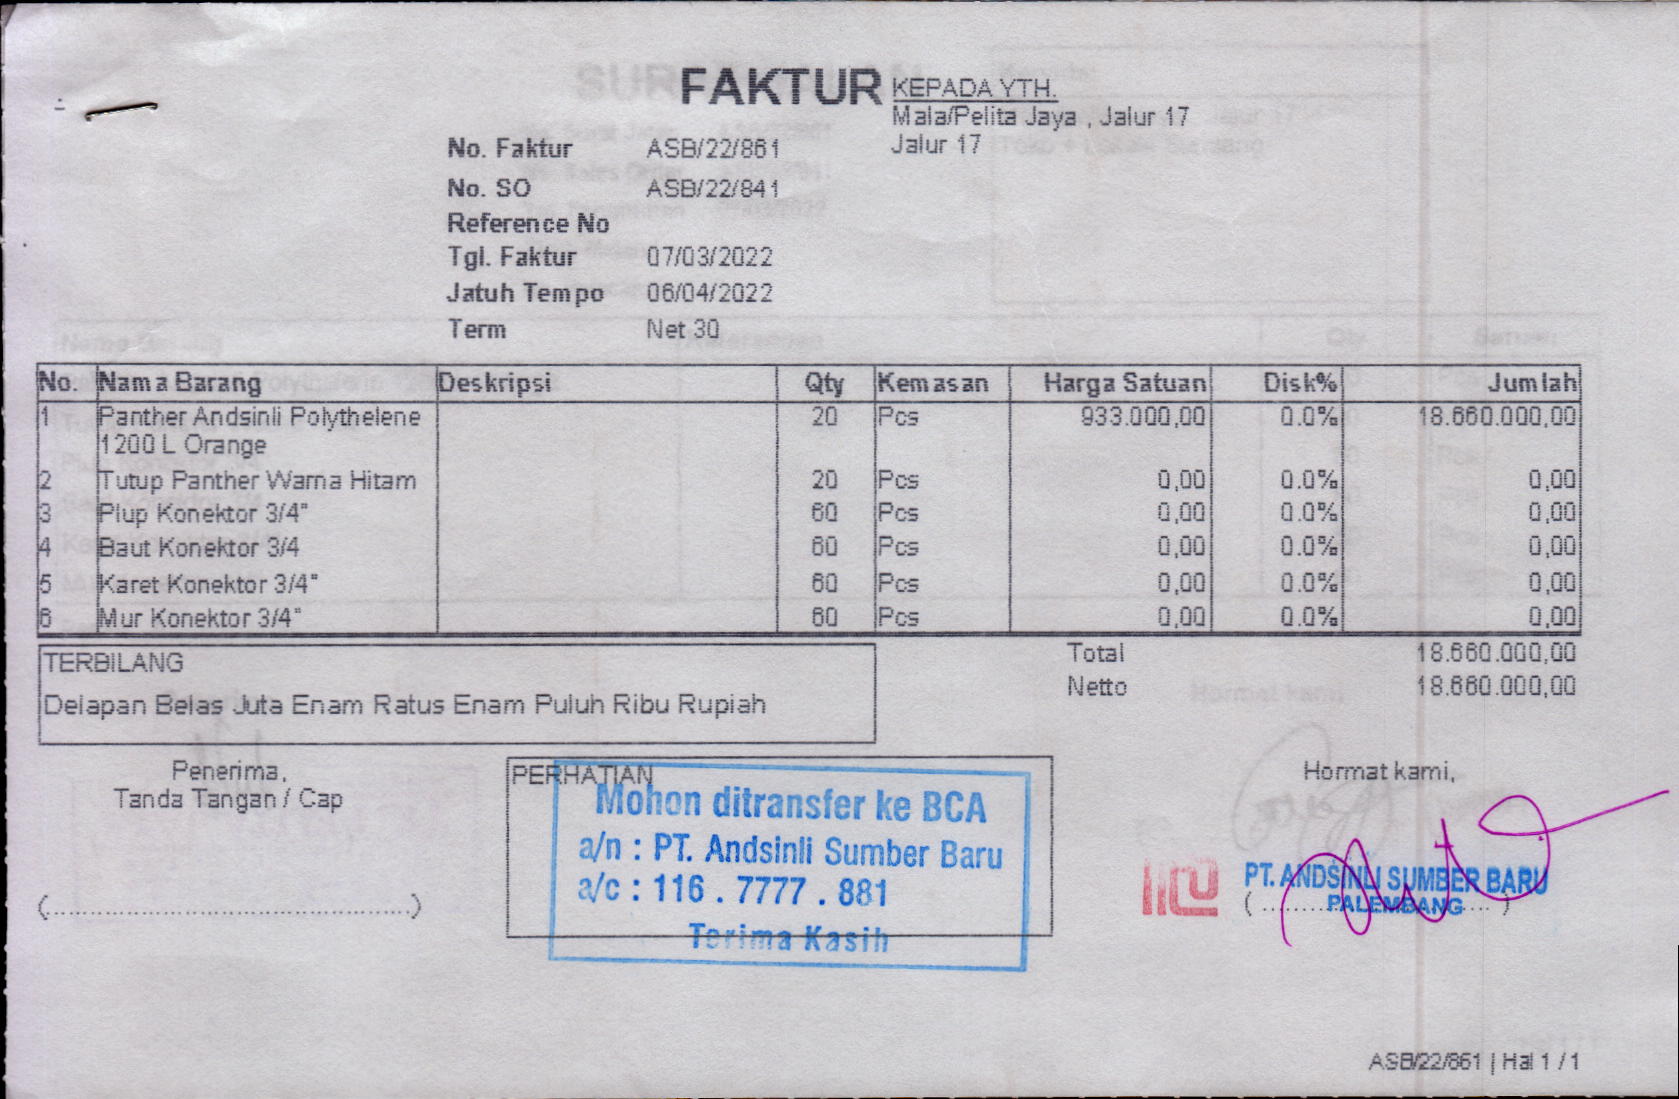 FAKTUR
KEPADA YTH.
Mala/Pelita Jaya , Jalur 17
Jalur 17
No. Faktur ASB/22/861
No. SO ASB/22/841
Reference No
Tgl. Faktur 07/03/2022
Jatuh Tempo 06/04/2022
Term Net 30
No. Nama Barang Deskripsi Qty Kemasan Harga Satuan Disk% Jumlah
1 Panther Andsinli Polythelene 20 Pcs 933.000,00 0.0% 18.660.000,00
1200 L Orange
2 Tutup Panther Warna Hitam 20 Pcs 0,00 0.0% 0,00
3 Plup Konektor 3/4" 60 Pcs 0,00 0.0% 0,00
4 Baut Konektor 3/4 60 Pcs 0,00 0.0% 0,00
5 Karet Konektor 3/4" 60 Pcs 0,00 0.0% 0,00
6 Mur Konektor 3/4" 60 Pcs 0,00 0.0% 0,00
Total 18.660.000,00
Netto 18.660.000,00
TERBILANG
Delapan Belas Juta Enam Ratus Enam Puluh Ribu Rupiah
Penerima,
Tanda Tangan / Cap
(........................................)
PERHATIAN
Mohon ditransfer ke BCA
a/n : PT. Andsinli Sumber Baru
a/c : 116 . 7777 . 881
Terima Kasih
Hormat kami,
PT. ANDSINLI SUMBER BARU
PALEMBANG
ASB/22/861 | Hal 1 / 1